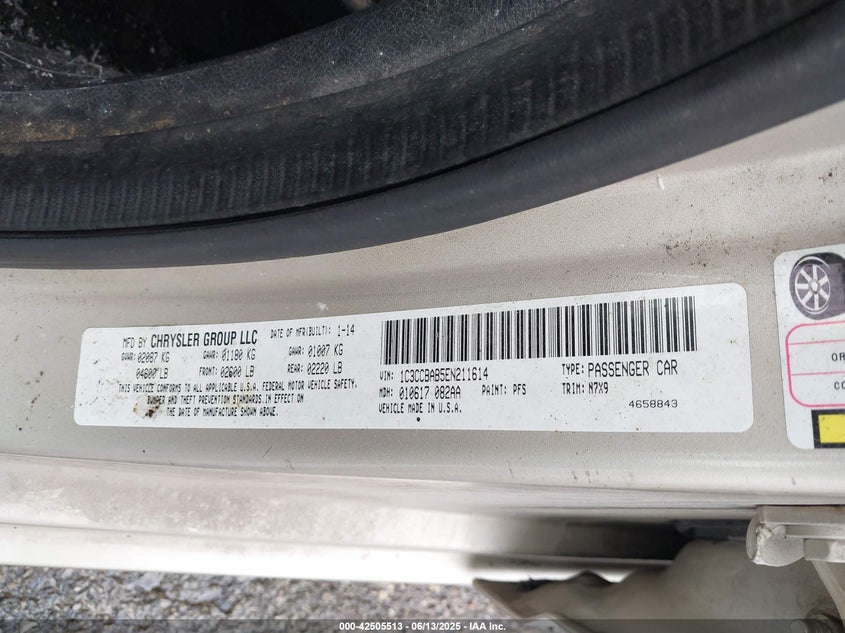 MFD BY CHRYSLER GROUP LLC DATE OF MFR(BUILT): 1-14
GVWR: 02087 KG GAWR: 01180 KG GAWR: 01007 KG
04600 LB FRONT: 02600 LB REAR: 02220 LB
THIS VEHICLE CONFORMS TO ALL APPLICABLE U.S.A. FEDERAL MOTOR VEHICLE SAFETY,
BUMPER AND THEFT PREVENTION STANDARDS IN EFFECT ON
THE DATE OF MANUFACTURE SHOWN ABOVE.
VIN: 1C3CCBAB5EN211614 TYPE: PASSENGER CAR
MDH: 010617 082AA PAINT: PFS TRIM: N7X9
VEHICLE MADE IN U.S.A. 4658843
OR
CO
000-42505513 - 06/13/2025 - IAA Inc.